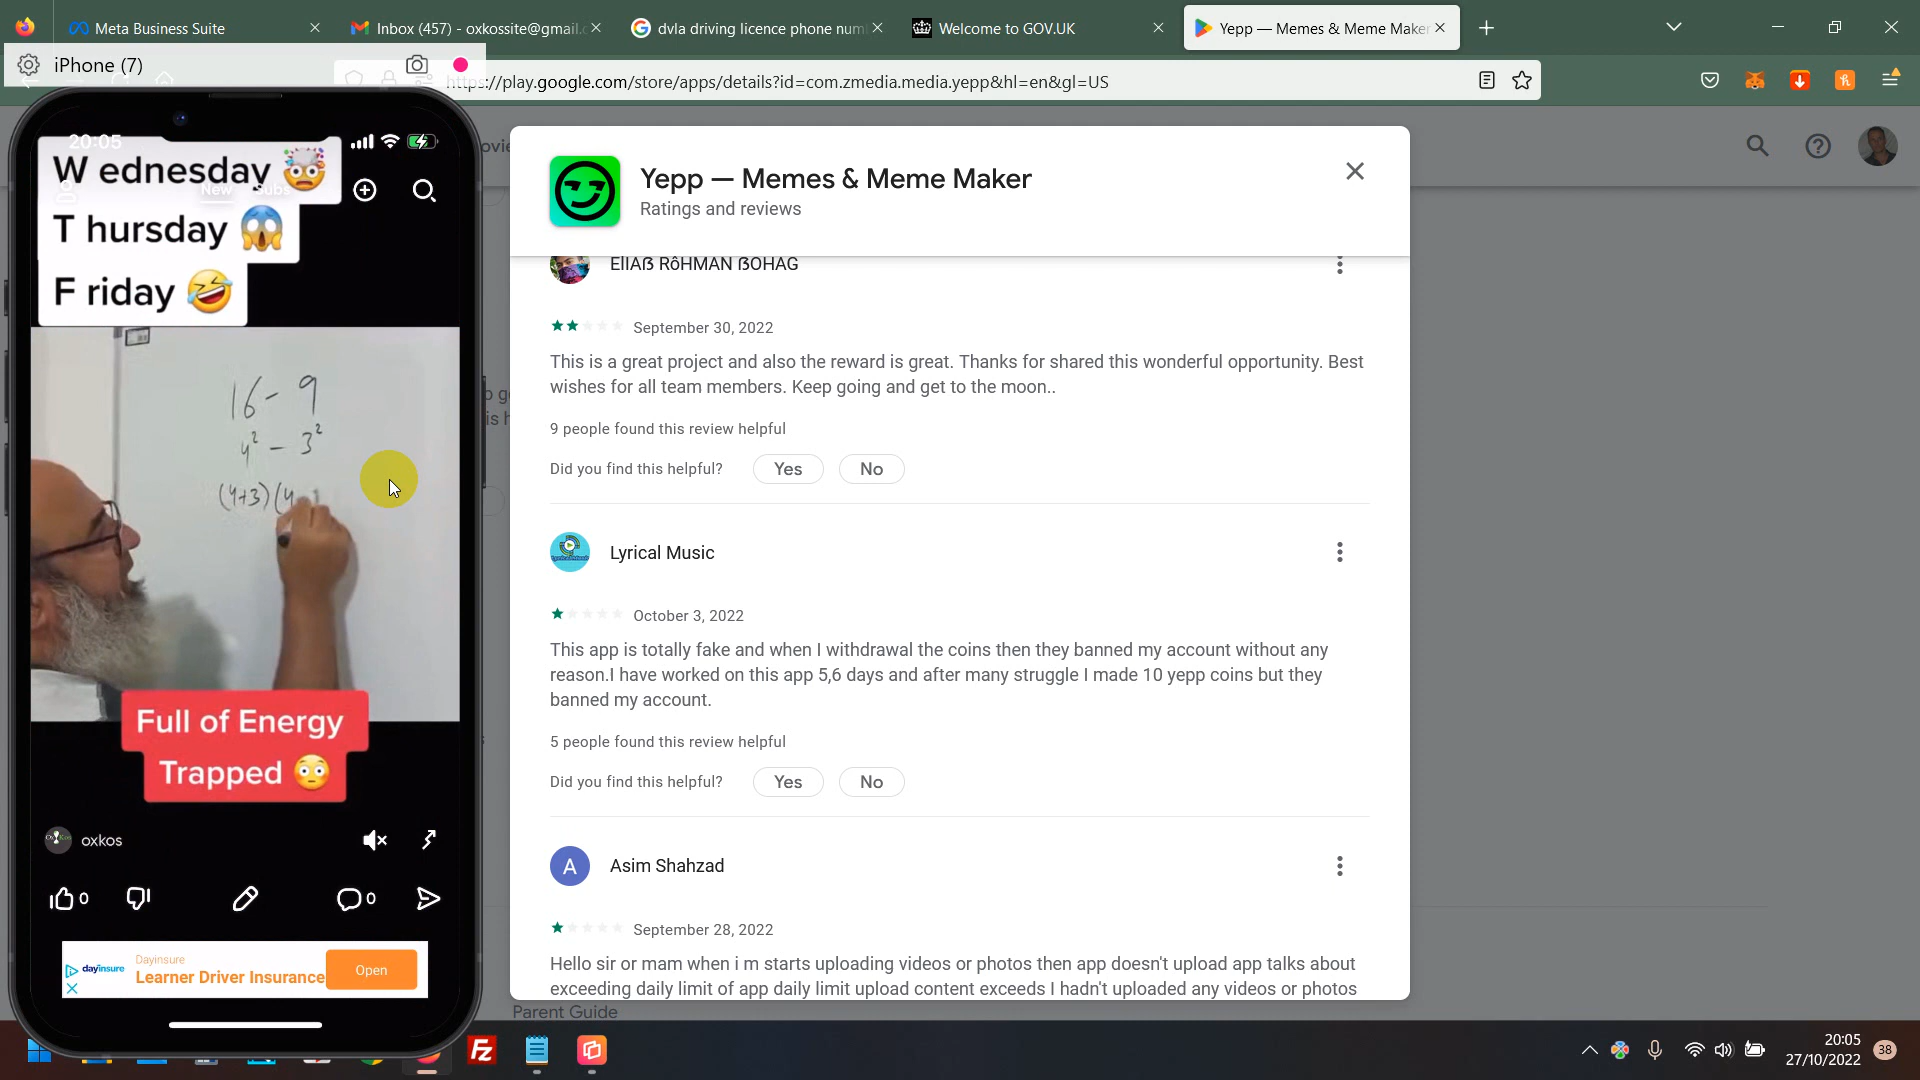 Meta Business Suite
Inbox (457) - oxkossite@gmail.c
dvla driving licence phone num
Welcome to GOV.UK
Yepp — Memes & Meme Maker
iPhone (7)
https://play.google.com/store/apps/details?id=com.zmedia.media.yepp&hl=en&gl=US
20:05
W ednesday 🤯
New Subs
T hursday 😱
F riday 🤣
16 - 9
4² - 3²
(4+3)(4
Full of Energy
Trapped 😳
oxkos
0
0
Dayinsure
dayinsure
Learner Driver Insurance
Open
Yepp — Memes & Meme Maker
Ratings and reviews
EllAẞ RôHMAN ẞOHAG
September 30, 2022
This is a great project and also the reward is great. Thanks for shared this wonderful opportunity. Best
wishes for all team members. Keep going and get to the moon..
9 people found this review helpful
Did you find this helpful? Yes No
Lyrical Music
October 3, 2022
This app is totally fake and when I withdrawal the coins then they banned my account without any
reason.I have worked on this app 5,6 days and after many struggle I made 10 yepp coins but they
banned my account.
5 people found this review helpful
Did you find this helpful? Yes No
A
Asim Shahzad
September 28, 2022
Hello sir or mam when i m starts uploading videos or photos then app doesn't upload app talks about
exceeding daily limit of app daily limit upload content exceeds I hadn't uploaded any videos or photos
Parent Guide
Fz
20:05
27/10/2022
38